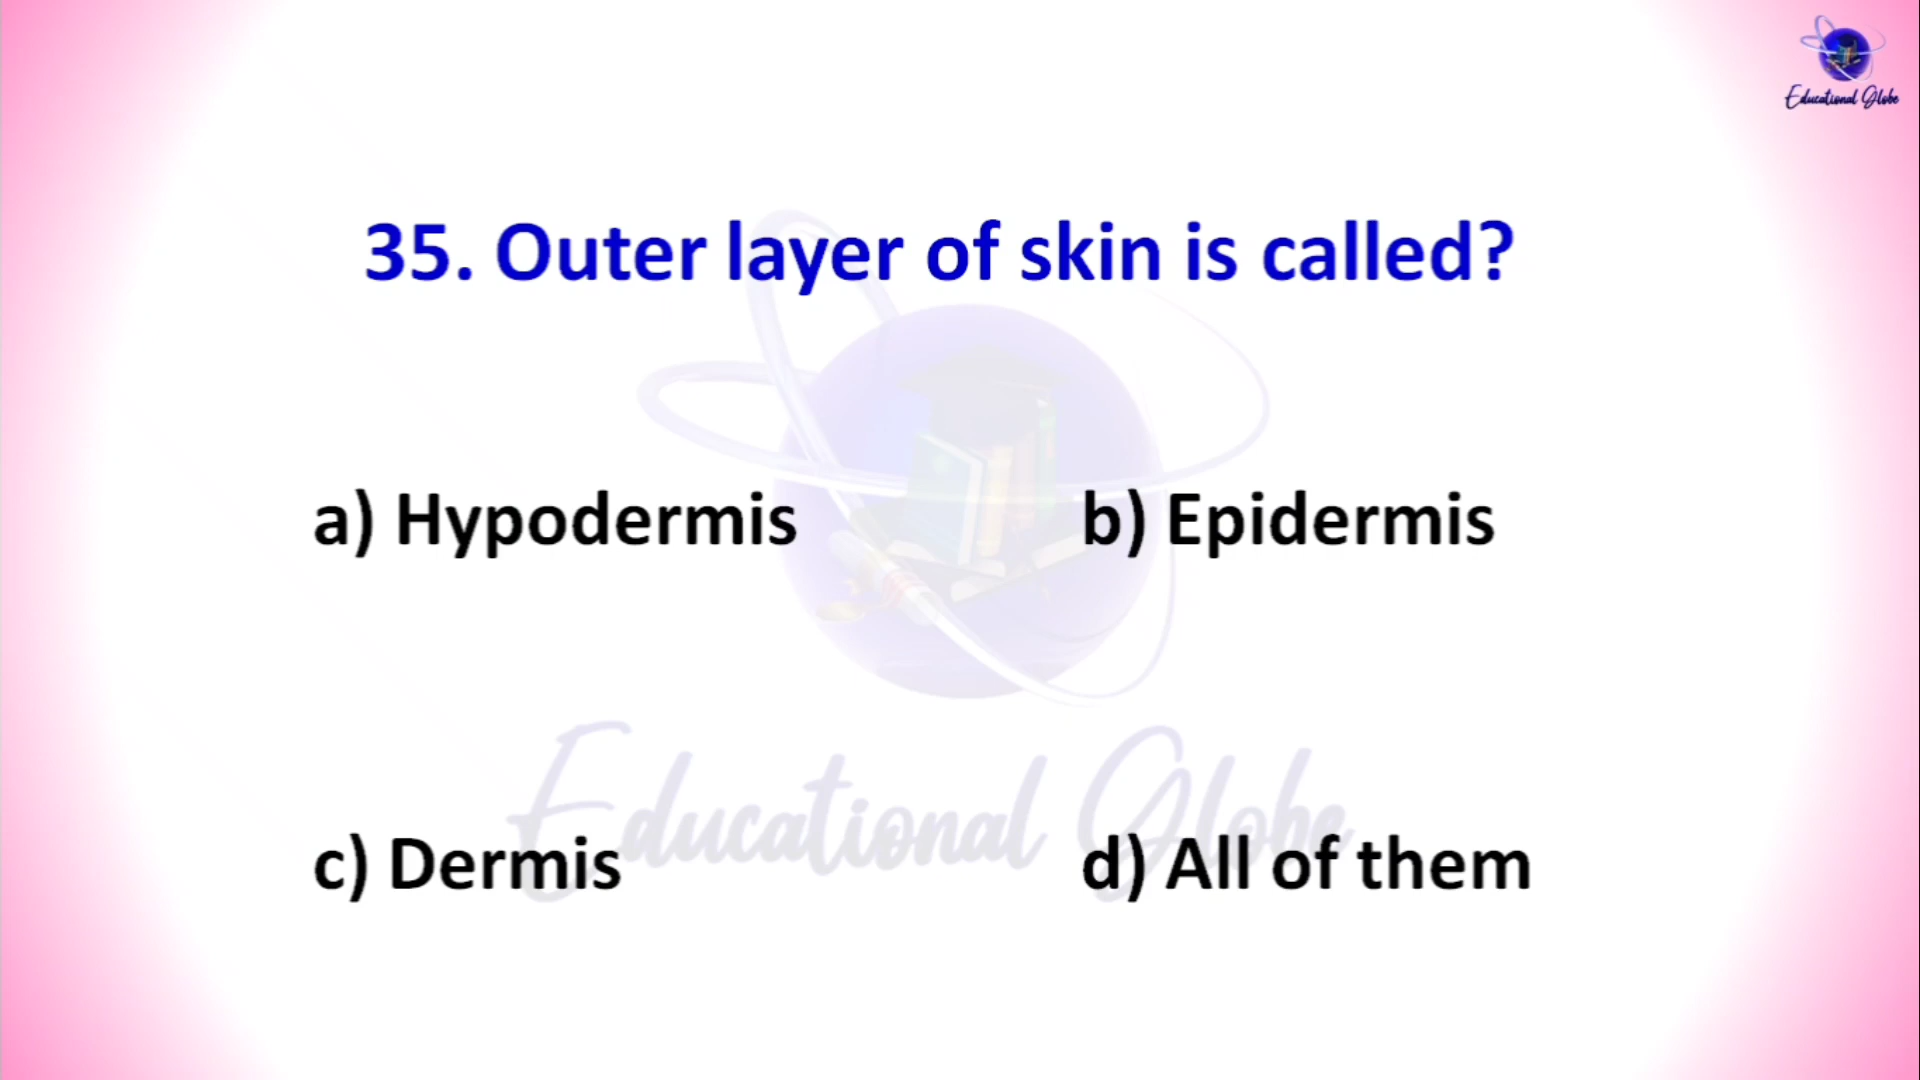 Educational Globe
35. Outer layer of skin is called?
a) Hypodermis
b) Epidermis
Educational Globe
c) Dermis
d) All of them